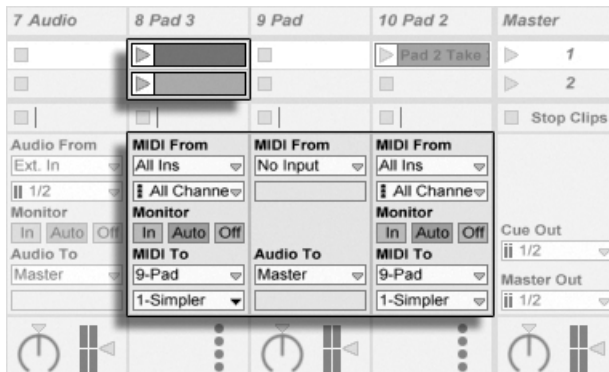 7 Audio 8 Pad 3 9 Pad 10 Pad 2 Master
Pad 2 Take 1
2
Stop Clips
Audio From MIDI From MIDI From MIDI From
Ext. In All Ins No Input All Ins
1/2 All Channe All Channe
Monitor Monitor Monitor
In Auto Off In Auto Off In Auto Off Cue Out
Audio To MIDI To Audio To MIDI To 1/2
Master 9-Pad Master 9-Pad Master Out
1-Simpler 1-Simpler 1/2